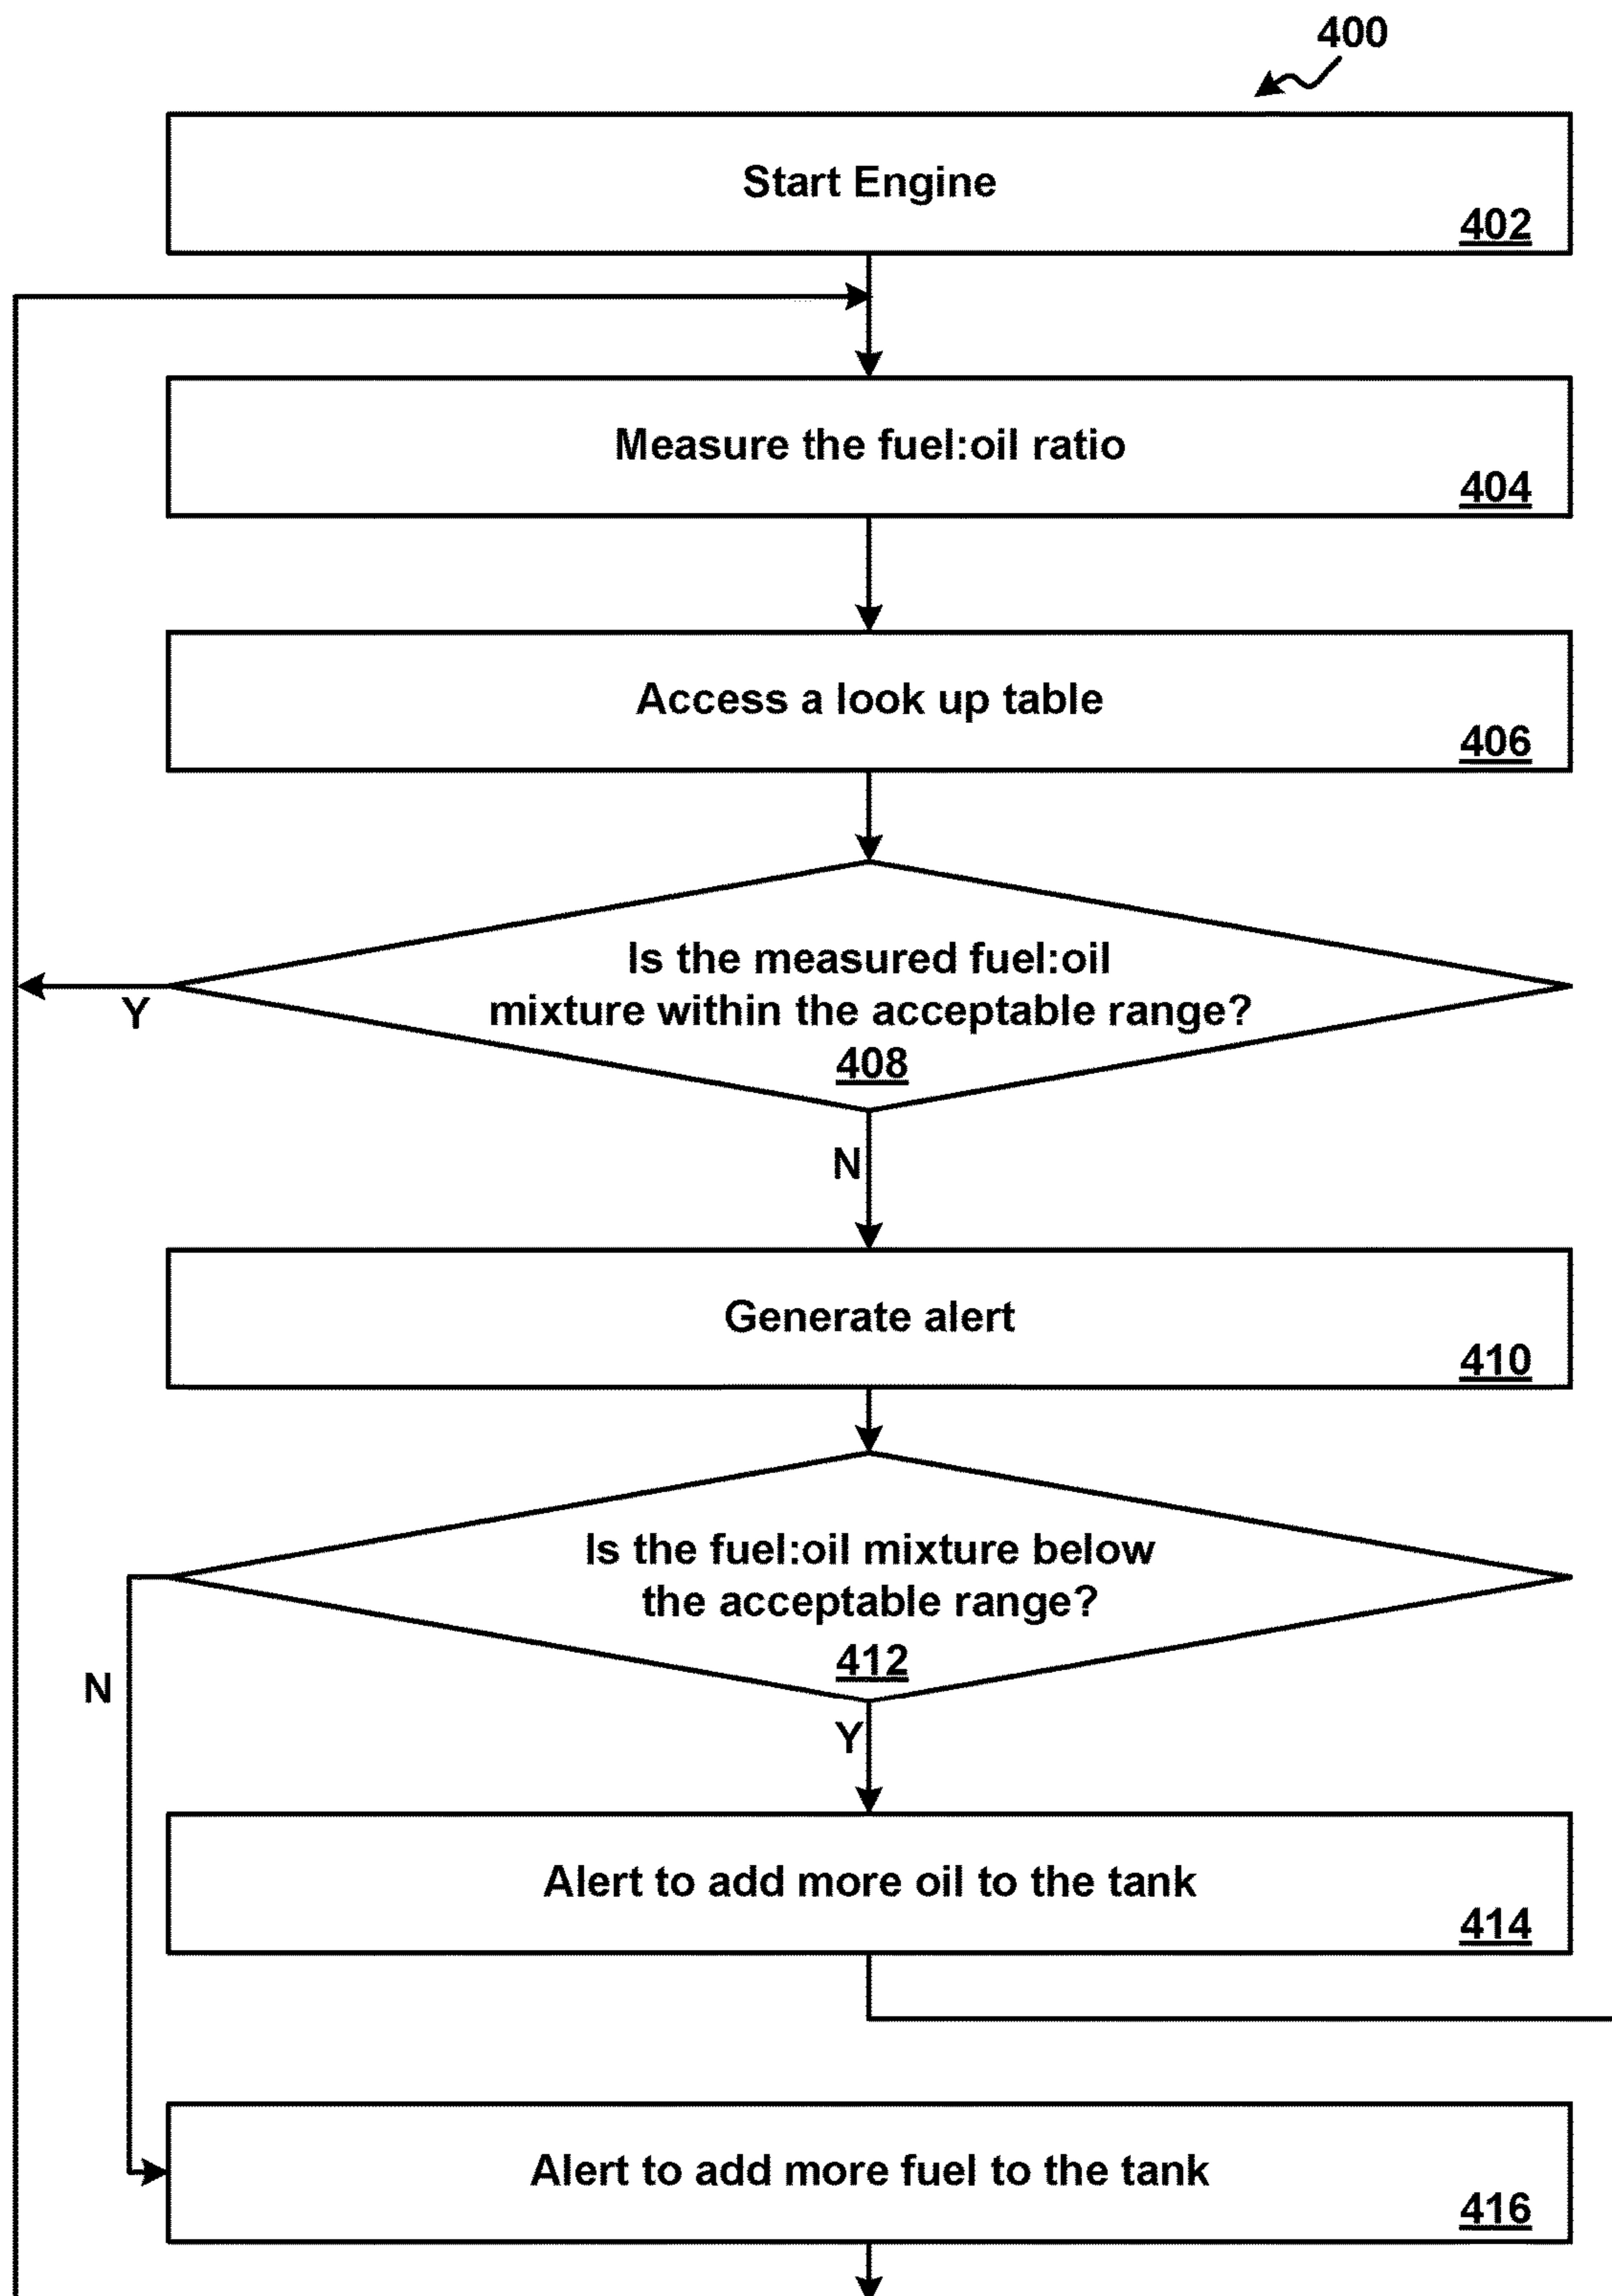 400
Start Engine
402
Measure the fuel:oil ratio
404
Access a look up table
406
Is the measured fuel:oil
mixture within the acceptable range?
408
Y
N
Generate alert
410
Is the fuel:oil mixture below
the acceptable range?
412
N
Y
Alert to add more oil to the tank
414
Alert to add more fuel to the tank
416